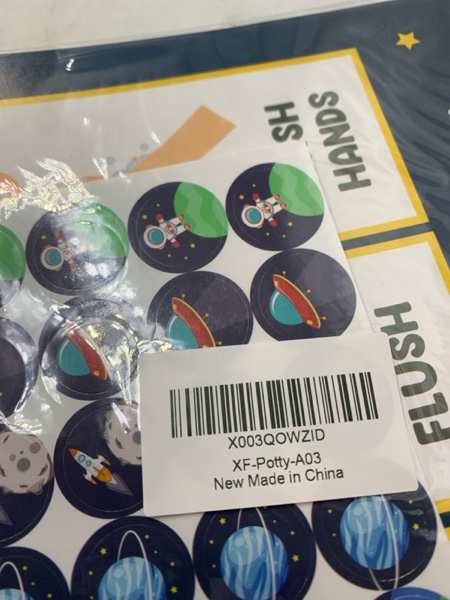 SH
HANDS
FLUSH
X003QOWZID
XF-Potty-A03
New Made in China